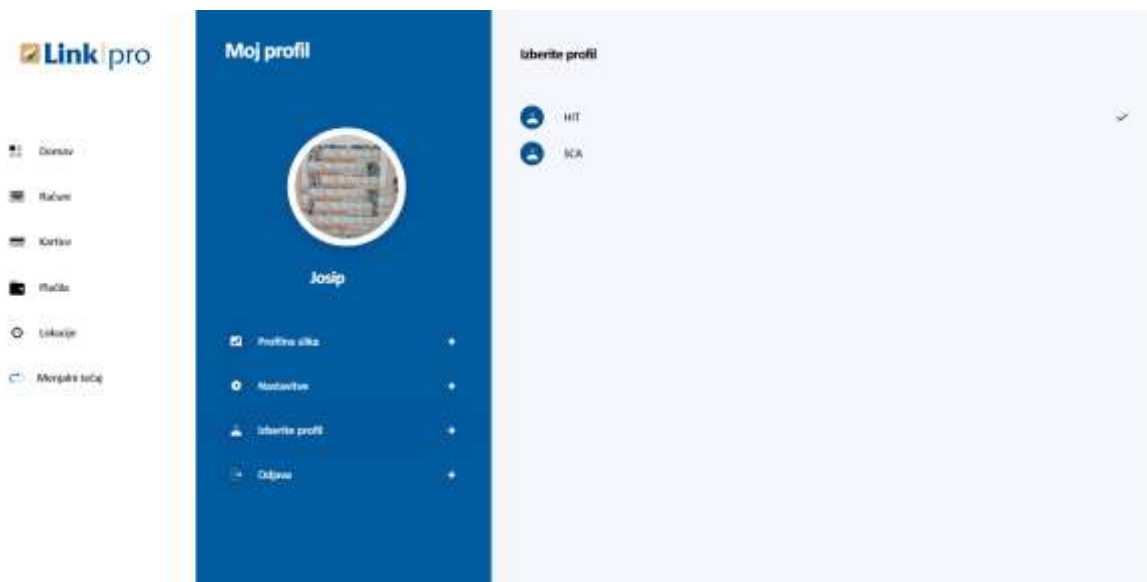 Link pro
Domov
Računi
Kartice
Plačila
Lokacije
Menjalni tečaj
Moj profil
Josip
Profilna slika
Nastavitve
Izberite profil
Odjava
Izberite profil
HIT
SCA